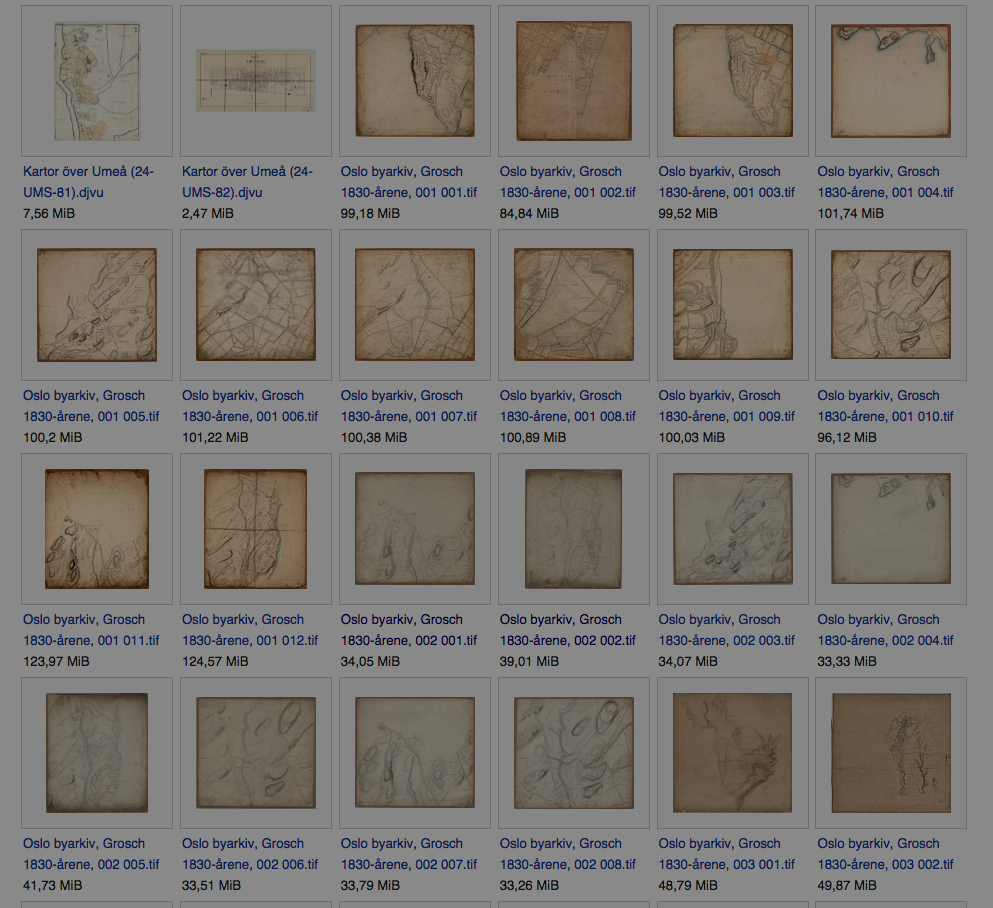 Kartor över Umeå (24-
UMS-81).djvu
7,56 MiB
Kartor över Umeå (24-
UMS-82).djvu
2,47 MiB
Oslo byarkiv, Grosch
1830-årene, 001 001.tif
99,18 MiB
Oslo byarkiv, Grosch
1830-årene, 001 002.tif
84,84 MiB
Oslo byarkiv, Grosch
1830-årene, 001 003.tif
99,52 MiB
Oslo byarkiv, Grosch
1830-årene, 001 004.tif
101,74 MiB
Oslo byarkiv, Grosch
1830-årene, 001 005.tif
100,2 MiB
Oslo byarkiv, Grosch
1830-årene, 001 006.tif
101,22 MiB
Oslo byarkiv, Grosch
1830-årene, 001 007.tif
100,38 MiB
Oslo byarkiv, Grosch
1830-årene, 001 008.tif
100,89 MiB
Oslo byarkiv, Grosch
1830-årene, 001 009.tif
100,03 MiB
Oslo byarkiv, Grosch
1830-årene, 001 010.tif
96,12 MiB
Oslo byarkiv, Grosch
1830-årene, 001 011.tif
123,97 MiB
Oslo byarkiv, Grosch
1830-årene, 001 012.tif
124,57 MiB
Oslo byarkiv, Grosch
1830-årene, 002 001.tif
34,05 MiB
Oslo byarkiv, Grosch
1830-årene, 002 002.tif
39,01 MiB
Oslo byarkiv, Grosch
1830-årene, 002 003.tif
34,07 MiB
Oslo byarkiv, Grosch
1830-årene, 002 004.tif
33,33 MiB
Oslo byarkiv, Grosch
1830-årene, 002 005.tif
41,73 MiB
Oslo byarkiv, Grosch
1830-årene, 002 006.tif
33,51 MiB
Oslo byarkiv, Grosch
1830-årene, 002 007.tif
33,79 MiB
Oslo byarkiv, Grosch
1830-årene, 002 008.tif
33,26 MiB
Oslo byarkiv, Grosch
1830-årene, 003 001.tif
48,79 MiB
Oslo byarkiv, Grosch
1830-årene, 003 002.tif
49,87 MiB